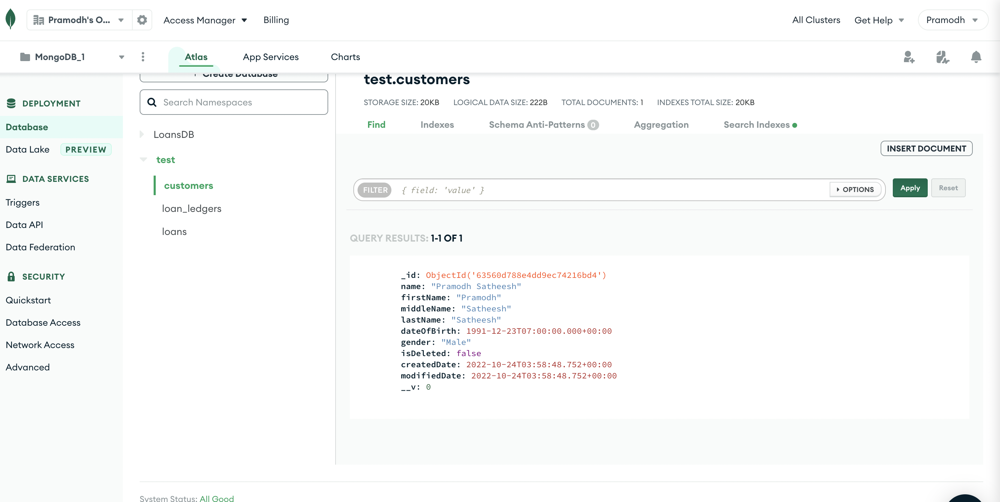 Pramodh's O...
Access Manager
Billing
All Clusters
Get Help
Pramodh
MongoDB_1
Atlas
App Services
Charts
DEPLOYMENT
Database
Data Lake PREVIEW
DATA SERVICES
Triggers
Data API
Data Federation
SECURITY
Quickstart
Database Access
Network Access
Advanced
+ Create Database
Search Namespaces
LoansDB
test
customers
loan_ledgers
loans
test.customers
STORAGE SIZE: 20KB LOGICAL DATA SIZE: 222B TOTAL DOCUMENTS: 1 INDEXES TOTAL SIZE: 20KB
Find Indexes Schema Anti-Patterns 0 Aggregation Search Indexes
INSERT DOCUMENT
FILTER { field: 'value' } OPTIONS Apply Reset
QUERY RESULTS: 1-1 OF 1
_id: ObjectId('63560d788e4dd9ec74216bd4')
name: "Pramodh Satheesh"
firstName: "Pramodh"
middleName: "Satheesh"
lastName: "Satheesh"
dateOfBirth: 1991-12-23T07:00:00.000+00:00
gender: "Male"
isDeleted: false
createdDate: 2022-10-24T03:58:48.752+00:00
modifiedDate: 2022-10-24T03:58:48.752+00:00
__v: 0
System Status: All Good